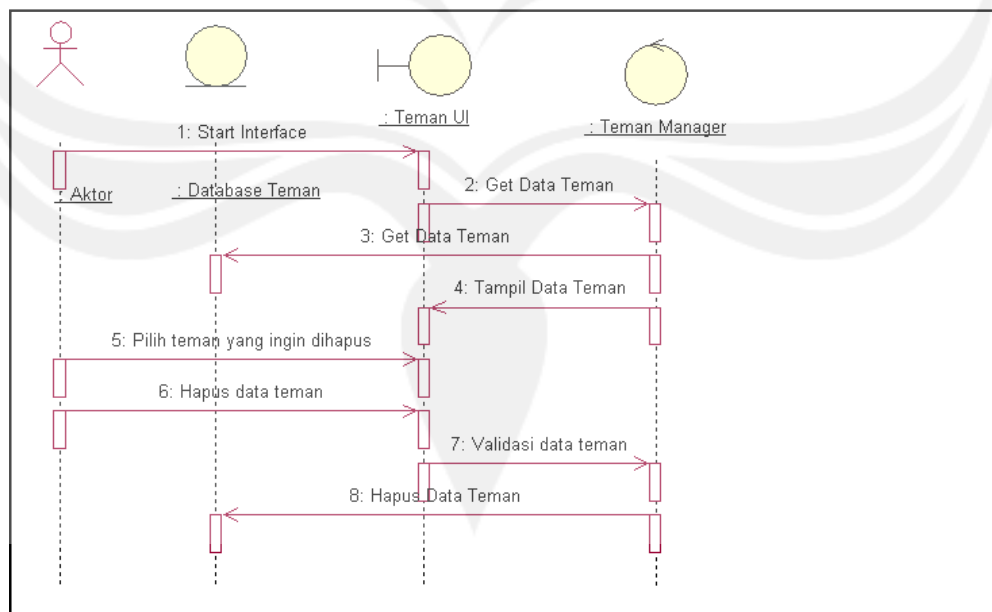 : Teman UI
: Teman Manager
1: Start Interface
: Aktor
: Database Teman
2: Get Data Teman
3: Get Data Teman
4: Tampil Data Teman
5: Pilih teman yang ingin dihapus
6: Hapus data teman
7: Validasi data teman
8: Hapus Data Teman